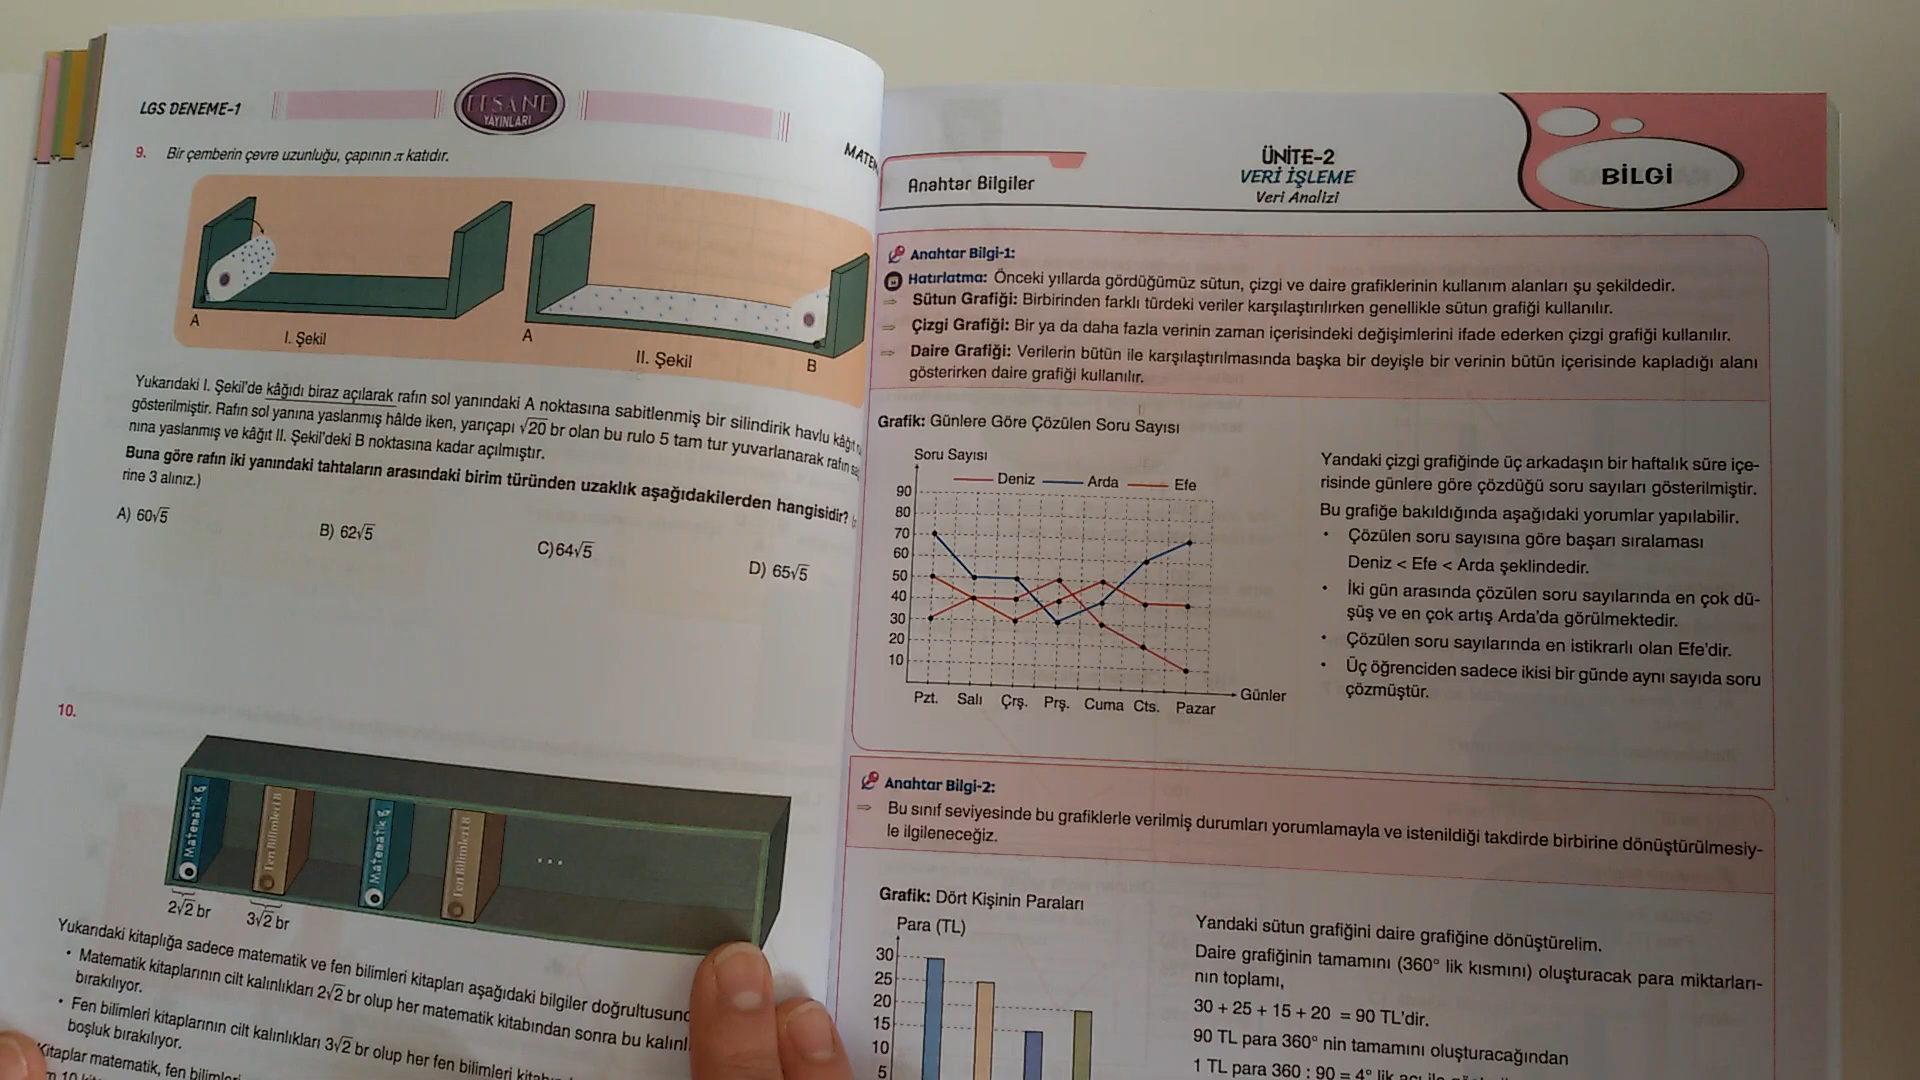 LGS DENEME-1
EFSANE
YAYINLARI
9. Bir çemberin çevre uzunluğu, çapının π katıdır.
A
I. Şekil
A
II. Şekil
B
Yukarıdaki I. Şekil'de kâğıdı biraz açılarak rafın sol yanındaki A noktasına sabitlenmiş bir silindirik havlu kâğıt
gösterilmiştir. Rafın sol yanına yaslanmış hâlde iken, yarıçapı √20 br olan bu rulo 5 tam tur yuvarlanarak rafın
nına yaslanmış ve kâğıt II. Şekil'deki B noktasına kadar açılmıştır.
Buna göre rafın iki yanındaki tahtaların arasındaki birim türünden uzaklık aşağıdakilerden hangisidir?
rine 3 alınız.)
A) 60√5
B) 62√5
C) 64√5
D) 65√5
10.
Matematik
Fen Bilimleri 8
Matematik
Fen Bilimleri 8
...
2√2 br
3√2 br
Yukarıdaki kitaplığa sadece matematik ve fen bilimleri kitapları aşağıdaki bilgiler
• Matematik kitaplarının cilt kalınlıkları 2√2 br olup her matematik kitabından sonra bu
bırakılıyor.
• Fen bilimleri kitaplarının cilt kalınlıkları 3√2 br olup her fen bilimleri
boşluk bırakılıyor.
Kitaplar matematik, fen
Anahtar Bilgiler
ÜNİTE-2
VERİ İŞLEME
Veri Analizi
BİLGİ
Anahtar Bilgi-1:
Hatırlatma: Önceki yıllarda gördüğümüz sütun, çizgi ve daire grafiklerinin kullanım alanları şu şekildedir.
⇒ Sütun Grafiği: Birbirinden farklı türdeki veriler karşılaştırılırken genellikle sütun grafiği kullanılır.
⇒ Çizgi Grafiği: Bir ya da daha fazla verinin zaman içerisindeki değişimlerini ifade ederken çizgi grafiği kullanılır.
⇒ Daire Grafiği: Verilerin bütün ile karşılaştırılmasında başka bir deyişle bir verinin bütün içerisinde kapladığı alanı
gösterirken daire grafiği kullanılır.
Grafik: Günlere Göre Çözülen Soru Sayısı
Soru Sayısı
Deniz Arda Efe
90
80
70
60
50
40
30
20
10
Pzt. Salı Çrş. Prş. Cuma Cts. Pazar
Günler
Yandaki çizgi grafiğinde üç arkadaşın bir haftalık süre içe-
risinde günlere göre çözdüğü soru sayıları gösterilmiştir.
Bu grafiğe bakıldığında aşağıdaki yorumlar yapılabilir.
• Çözülen soru sayısına göre başarı sıralaması
Deniz < Efe < Arda şeklindedir.
• İki gün arasında çözülen soru sayılarında en çok dü-
şüş ve en çok artış Arda'da görülmektedir.
• Çözülen soru sayılarında en istikrarlı olan Efe'dir.
• Üç öğrenciden sadece ikisi bir günde aynı sayıda soru
çözmüştür.
Anahtar Bilgi-2:
⇒ Bu sınıf seviyesinde bu grafiklerle verilmiş durumları yorumlamayla ve istenildiği takdirde birbirine dönüştürülmesiy-
le ilgileneceğiz.
Grafik: Dört Kişinin Paraları
Para (TL)
30
25
20
15
10
5
Yandaki sütun grafiğini daire grafiğine dönüştürelim.
Daire grafiğinin tamamını (360° lik kısmını) oluşturacak para miktarları-
nın toplamı,
30 + 25 + 15 + 20 = 90 TL'dir.
90 TL para 360° nin tamamını oluşturacağından
1 TL para 360 : 90 = 4° lik açı ile